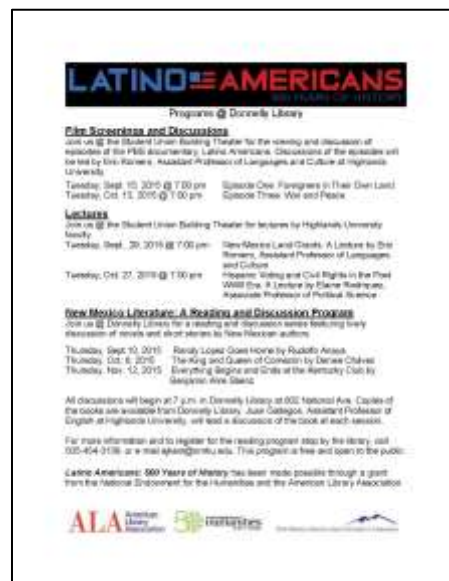 LATINO AMERICANS
500 YEARS OF HISTORY
Programs @ Donnelly Library
Film Screenings and Discussions
Join us @ the Student Union Building Theater for the viewing and discussion of
episodes of the PBS documentary, Latino Americans. Discussions of the episodes will
be led by Eric Romero, Assistant Professor of Languages and Culture at Highlands
University.
Tuesday, Sept. 15, 2015 @ 7:00 pm Episode One: Foreigners in Their Own Land
Tuesday, Oct. 13, 2015 @ 7:00 pm Episode Three: War and Peace
Lectures
Join us @ the Student Union Building Theater for lectures by Highlands University
faculty.
Tuesday, Sept. 29, 2015 @ 7:00 pm New Mexico Land Grants: A Lecture by Eric
Romero, Assistant Professor of Languages
and Culture
Tuesday, Oct. 27, 2015 @ 7:00 pm Hispanic Voting and Civil Rights in the Post
WWII Era: A Lecture by Elaine Rodriquez,
Associate Professor of Political Science
New Mexico Literature: A Reading and Discussion Program
Join us @ Donnelly Library for a reading and discussion series featuring lively
discussion of novels and short stories by New Mexican authors.
Thursday, Sept. 10, 2015 Randy Lopez Goes Home by Rudolfo Anaya
Thursday, Oct. 8, 2015 The King and Queen of Comezon by Denise Chávez
Thursday, Nov. 12, 2015 Everything Begins and Ends at the Kentucky Club by
Benjamin Alire Sáenz
All discussions will begin at 7 p.m. in Donnelly Library at 802 National Ave. Copies of
the books are available from Donnelly Library. Juan Gallegos, Assistant Professor of
English at Highlands University, will lead a discussion of the book at each session.
For more information and to register for the reading program stop by the library, call
or e-mail This program is free and open to the public.
Latino Americans: 500 Years of History has been made possible through a grant
from the National Endowment for the Humanities and the American Library Association.
ALA American
Library
Association
50
Humanities